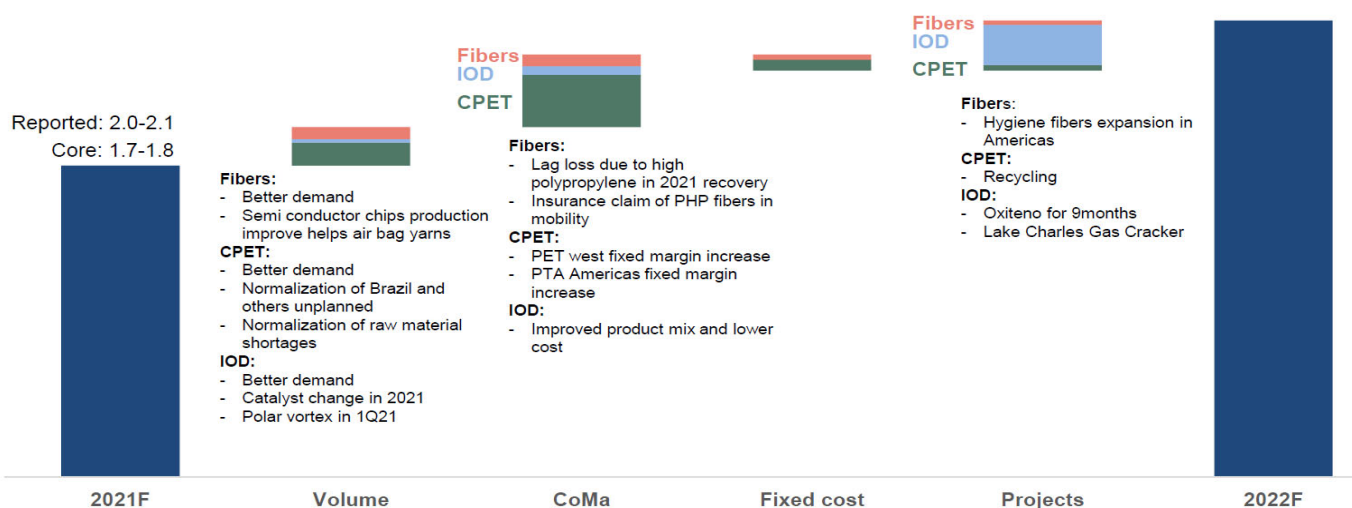 Reported: 2.0-2.1
Core: 1.7-1.8
Fibers:
- Better demand
- Semi conductor chips production
improve helps air bag yarns
CPET:
- Better demand
- Normalization of Brazil and
others unplanned
- Normalization of raw material
shortages
IOD:
- Better demand
- Catalyst change in 2021
- Polar vortex in 1Q21
Fibers
IOD
CPET
Fibers:
- Lag loss due to high
polypropylene in 2021 recovery
- Insurance claim of PHP fibers in
mobility
CPET:
- PET west fixed margin increase
- PTA Americas fixed margin
increase
IOD:
- Improved product mix and lower
cost
Fibers
IOD
CPET
Fibers:
- Hygiene fibers expansion in
Americas
CPET:
- Recycling
IOD:
- Oxiteno for 9months
- Lake Charles Gas Cracker
2021F
Volume
CoMa
Fixed cost
Projects
2022F